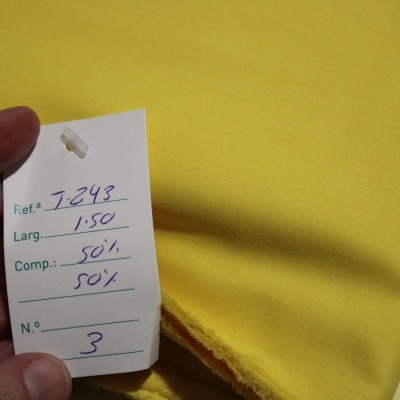 Ref.ª T-243
Larg. 1.50
Comp.: 50%
50%
N.º
3